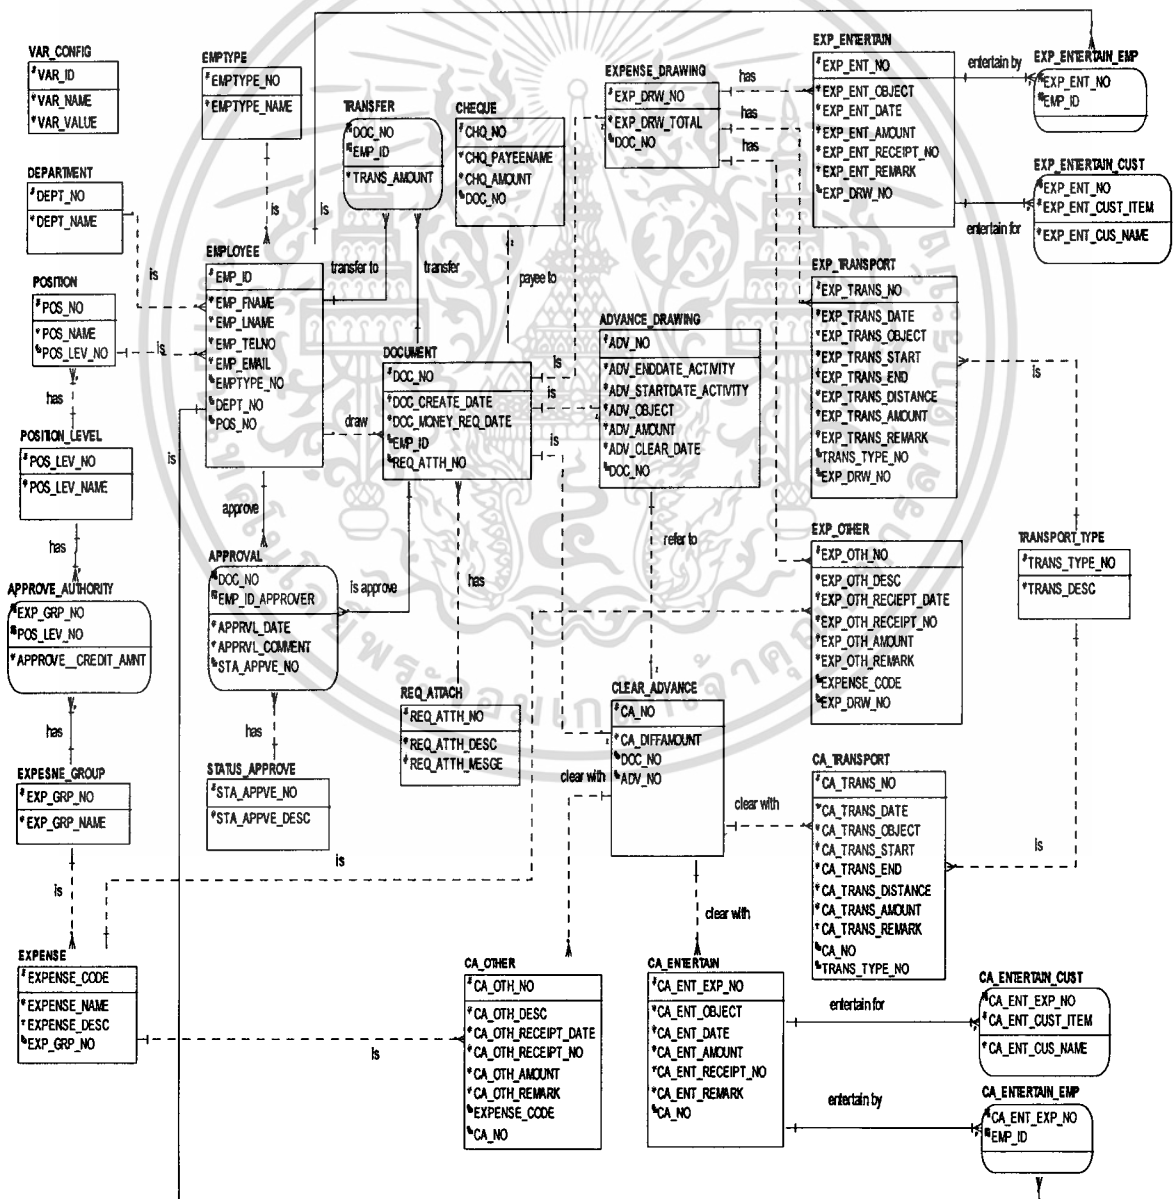 VAR_CONFIG
VAR_ID
VAR_NAME
VAR_VALUE
EMPTYPE
EMPTYPE_NO
EMPTYPE_NAME
TRANSFER
DOC_NO
EMP_ID
TRANS_AMOUNT
CHEQUE
CHQ_NO
CHQ_PAYEENAME
CHQ_AMOUNT
DOC_NO
EXPENSE_DRAWING
EXP_DRW_NO
EXP_DRW_TOTAL
DOC_NO
has
has
has
EXP_ENTERTAIN
EXP_ENT_NO
EXP_ENT_OBJECT
EXP_ENT_DATE
EXP_ENT_AMOUNT
EXP_ENT_RECEIPT_NO
EXP_ENT_REMARK
EXP_DRW_NO
entertain by
EXP_ENTERTAIN_EMP
EXP_ENT_NO
EMP_ID
entertain for
EXP_ENTERTAIN_CUST
EXP_ENT_NO
EXP_ENT_CUST_ITEM
EXP_ENT_CUS_NAME
DEPARTMENT
DEPT_NO
DEPT_NAME
is
is
is
EMPLOYEE
EMP_ID
EMP_FNAME
EMP_LNAME
EMP_TELNO
EMP_EMAIL
EMPTYPE_NO
DEPT_NO
POS_NO
transfer to
transfer
payee to
POSITION
POS_NO
POS_NAME
POS_LEV_NO
is
has
DOCUMENT
DOC_NO
DOC_CREATE_DATE
DOC_MONEY_REQ_DATE
EMP_ID
REQ_ATTH_NO
draw
is
is
is
ADVANCE_DRAWING
ADV_NO
ADV_ENDDATE_ACTIVITY
ADV_STARTDATE_ACTIVITY
ADV_OBJECT
ADV_AMOUNT
ADV_CLEAR_DATE
DOC_NO
EXP_TRANSPORT
EXP_TRANS_NO
EXP_TRANS_DATE
EXP_TRANS_OBJECT
EXP_TRANS_START
EXP_TRANS_END
EXP_TRANS_DISTANCE
EXP_TRANS_AMOUNT
EXP_TRANS_REMARK
TRANS_TYPE_NO
EXP_DRW_NO
is
POSITION_LEVEL
POS_LEV_NO
POS_LEV_NAME
is
has
approve
is approve
has
refer to
APPROVE_AUTHORITY
EXP_GRP_NO
POS_LEV_NO
APPROVE__CREDIT_AMNT
APPROVAL
DOC_NO
EMP_ID_APPROVER
APPRVL_DATE
APPRVL_COMMENT
STA_APPVE_NO
EXP_OTHER
EXP_OTH_NO
EXP_OTH_DESC
EXP_OTH_RECIEPT_DATE
EXP_OTH_RECEIPT_NO
EXP_OTH_AMOUNT
EXP_OTH_REMARK
EXPENSE_CODE
EXP_DRW_NO
TRANSPORT_TYPE
TRANS_TYPE_NO
TRANS_DESC
REQ_ATTACH
REQ_ATTH_NO
REQ_ATTH_DESC
REQ_ATTH_MESGE
CLEAR_ADVANCE
CA_NO
CA_DIFFAMOUNT
DOC_NO
ADV_NO
has
has
EXPESNE_GROUP
EXP_GRP_NO
EXP_GRP_NAME
STATUS_APPROVE
STA_APPVE_NO
STA_APPVE_DESC
clear with
clear with
clear with
CA_TRANSPORT
CA_TRANS_NO
CA_TRANS_DATE
CA_TRANS_OBJECT
CA_TRANS_START
CA_TRANS_END
CA_TRANS_DISTANCE
CA_TRANS_AMOUNT
CA_TRANS_REMARK
CA_NO
TRANS_TYPE_NO
is
is
is
EXPENSE
EXPENSE_CODE
EXPENSE_NAME
EXPENSE_DESC
EXP_GRP_NO
is
CA_OTHER
CA_OTH_NO
CA_OTH_DESC
CA_OTH_RECEIPT_DATE
CA_OTH_RECEIPT_NO
CA_OTH_AMOUNT
CA_OTH_REMARK
EXPENSE_CODE
CA_NO
CA_ENTERTAIN
CA_ENT_EXP_NO
CA_ENT_OBJECT
CA_ENT_DATE
CA_ENT_AMOUNT
CA_ENT_RECEIPT_NO
CA_ENT_REMARK
CA_NO
entertain for
CA_ENTERTAIN_CUST
CA_ENT_EXP_NO
CA_ENT_CUST_ITEM
CA_ENT_CUS_NAME
entertain by
CA_ENTERTAIN_EMP
CA_ENT_EXP_NO
EMP_ID